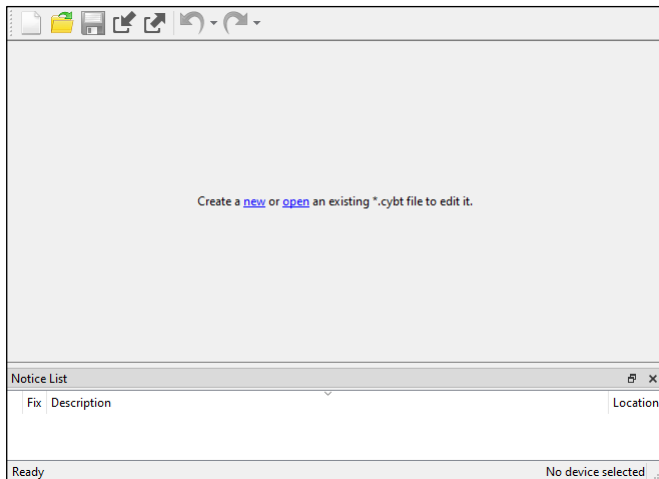 Create a new or open an existing *.cybt file to edit it.
Notice List
Fix Description Location
Ready No device selected